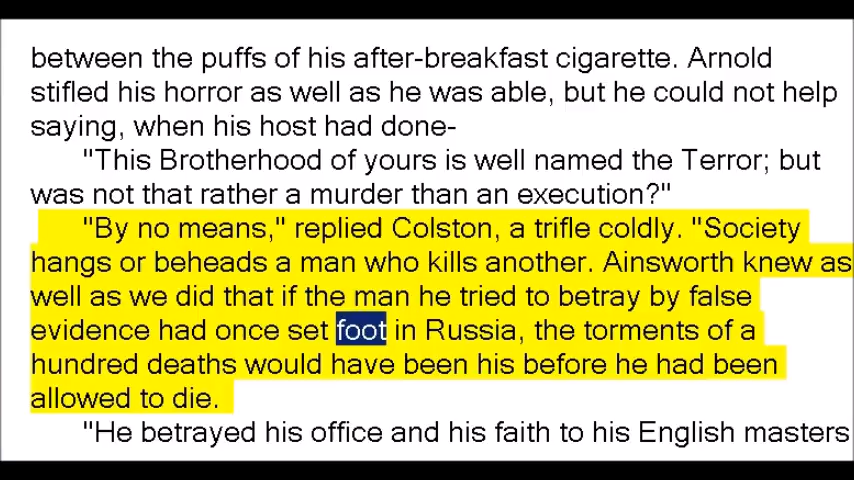 between the puffs of his after-breakfast cigarette. Arnold
stifled his horror as well as he was able, but he could not help
saying, when his host had done-
"This Brotherhood of yours is well named the Terror; but
was not that rather a murder than an execution?"
"By no means," replied Colston, a trifle coldly. "Society
hangs or beheads a man who kills another. Ainsworth knew as
well as we did that if the man he tried to betray by false
evidence had once set foot in Russia, the torments of a
hundred deaths would have been his before he had been
allowed to die.
"He betrayed his office and his faith to his English masters